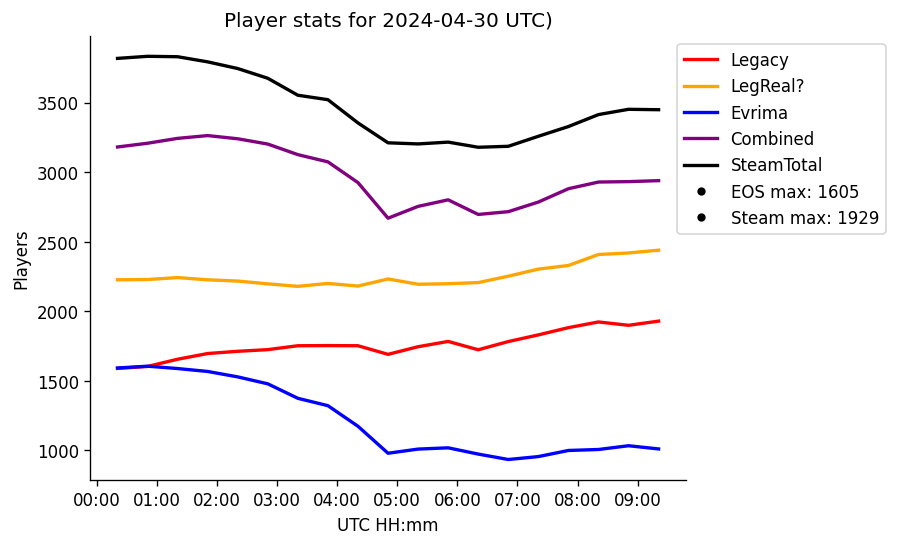 Player stats for 2024-04-30 UTC)
Legacy
LegReal?
Evrima
Combined
SteamTotal
EOS max: 1605
Steam max: 1929
Players
3500
3000
2500
2000
1500
1000
00:00 01:00 02:00 03:00 04:00 05:00 06:00 07:00 08:00 09:00
UTC HH:mm